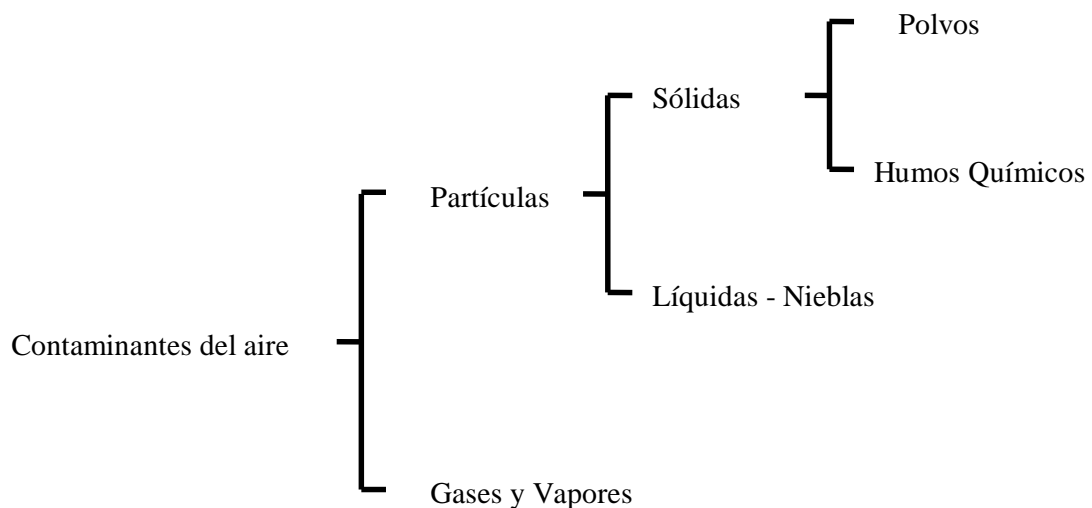 Polvos
Sólidas
Humos Químicos
Partículas
Líquidas - Nieblas
Contaminantes del aire
Gases y Vapores